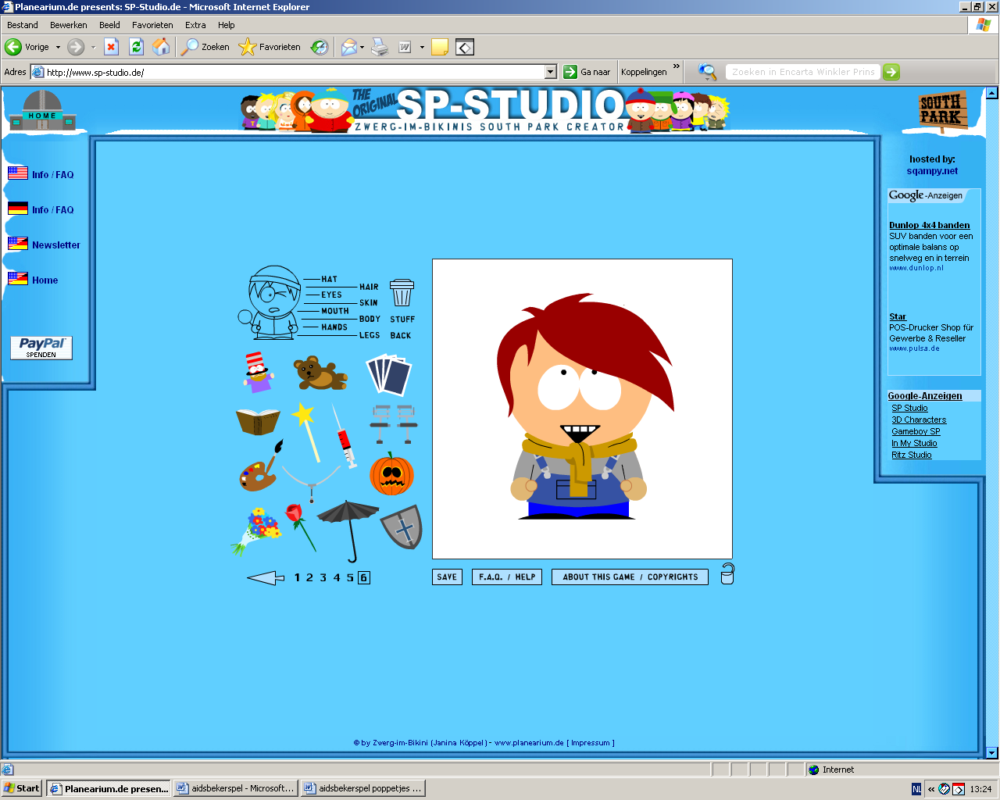 Planearium.de presents: SP-Studio.de - Microsoft Internet Explorer
Bestand Bewerken Beeld Favorieten Extra Help
Vorige Zoeken Favorieten W
Adres http://www.sp-studio.de/ Ga naar Koppelingen » Zoeken in Encarta Winkler Prins
HOME
THE ORIGINAL SP-STUDIO
ZWERG-IM-BIKINIS SOUTH PARK CREATOR
SOUTH PARK
Info / FAQ
Info / FAQ
Newsletter
Home
PayPal
SPENDEN
HAT
HAIR
EYES
SKIN
MOUTH
BODY
HANDS
LEGS
STUFF
BACK
1 2 3 4 5 6
SAVE
F.A.Q. / HELP
ABOUT THIS GAME / COPYRIGHTS
hosted by:
sqampy.net
Google-Anzeigen
Dunlop 4x4 banden
SUV banden voor een
optimale balans op
snelweg en in terrein
www.dunlop.nl
Star
POS-Drucker Shop für
Gewerbe & Reseller
www.pulsa.de
Google-Anzeigen
SP Studio
3D Characters
Gameboy SP
In My Studio
Ritz Studio
© by Zwerg-im-Bikini (Janina Köppel) - www.planearium.de [ Impressum ]
Internet
Start Planearium.de presen... aidsbekerspel - Microsoft... aidsbekerspel poppetjes ... NL « 13:24